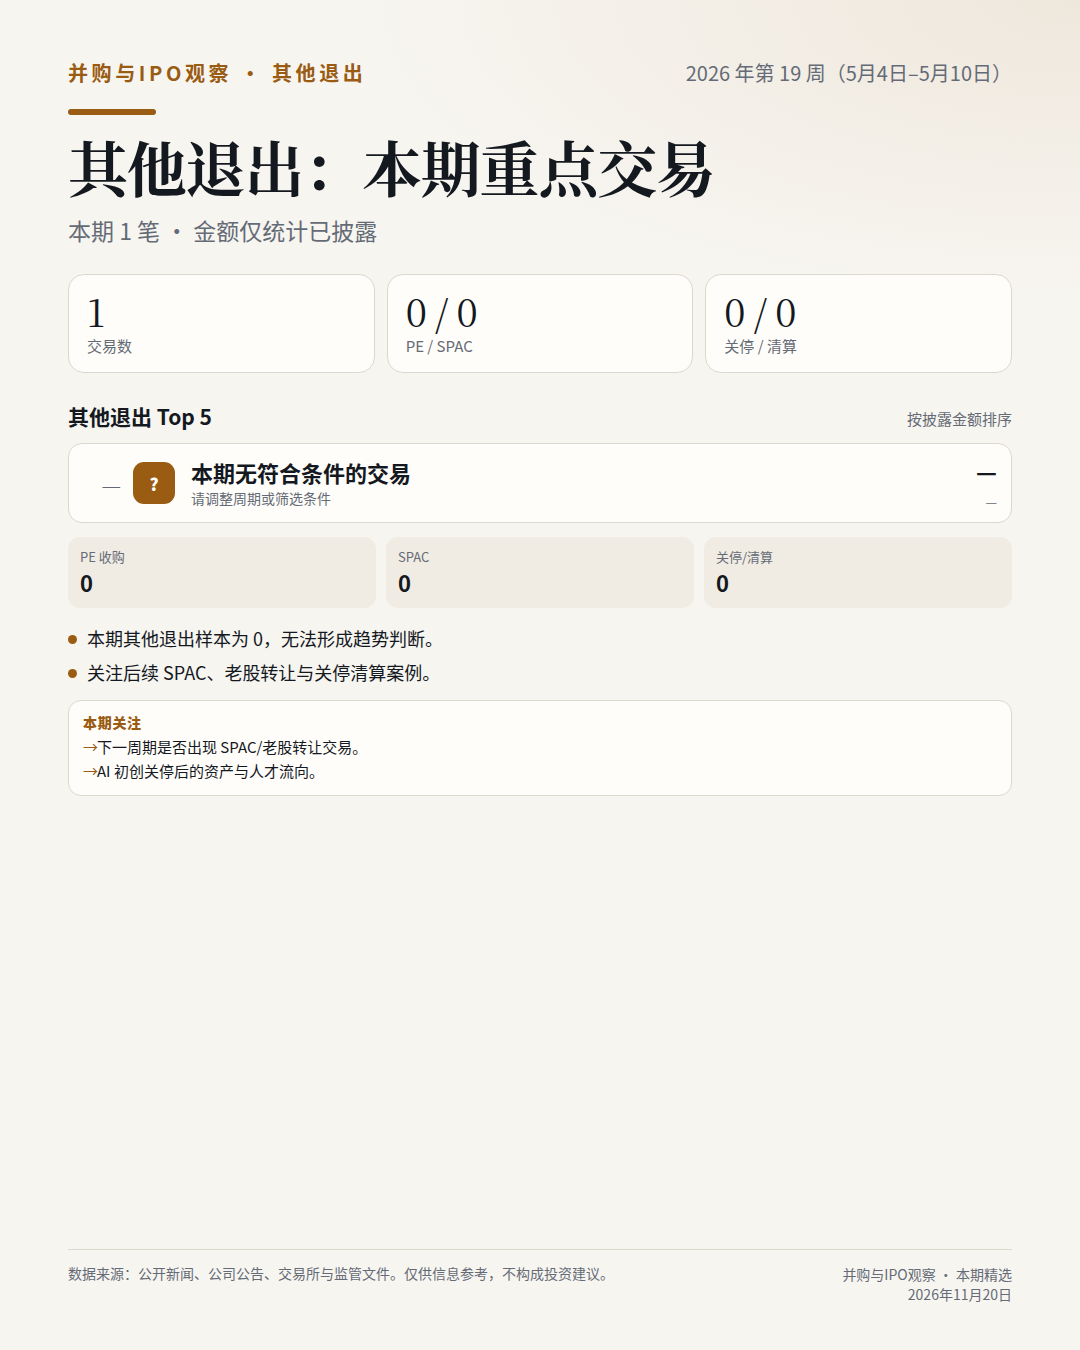 并购与IPO观察 · 其他退出
2026 年第 19 周（5月4日–5月10日）
其他退出：本期重点交易
本期 1 笔 · 金额仅统计已披露
1
交易数
0 / 0
PE / SPAC
0 / 0
关停 / 清算
其他退出 Top 5
按披露金额排序
—
?
本期无符合条件的交易
请调整周期或筛选条件
—
—
PE 收购
0
SPAC
0
关停/清算
0
本期其他退出样本为 0，无法形成趋势判断。
关注后续 SPAC、老股转让与关停清算案例。
本期关注
→下一周期是否出现 SPAC/老股转让交易。
→AI 初创关停后的资产与人才流向。
数据来源：公开新闻、公司公告、交易所与监管文件。仅供信息参考，不构成投资建议。
并购与IPO观察 · 本期精选
2026年11月20日